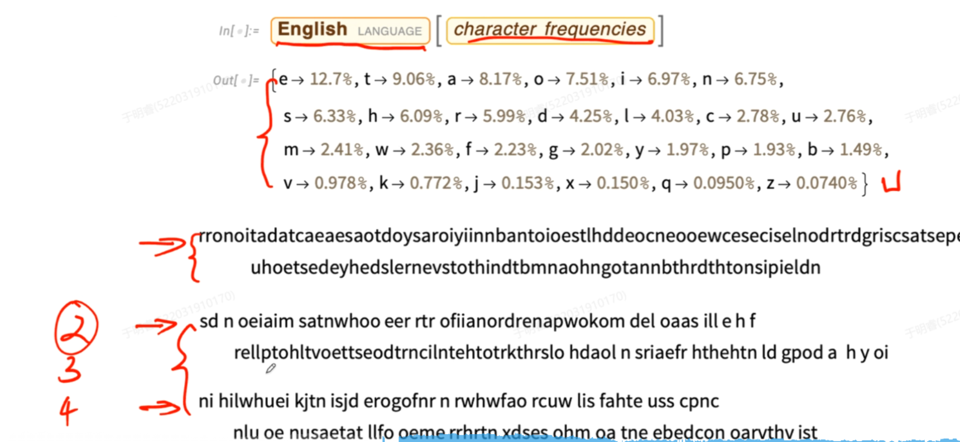 In[ ]:= English LANGUAGE [ character frequencies ]
Out[ ]= {e→12.7%, t→9.06%, a→8.17%, o→7.51%, i→6.97%, n→6.75%,
s→6.33%, h→6.09%, r→5.99%, d→4.25%, l→4.03%, c→2.78%, u→2.76%,
m→2.41%, w→2.36%, f→2.23%, g→2.02%, y→1.97%, p→1.93%, b→1.49%,
v→0.978%, k→0.772%, j→0.153%, x→0.150%, q→0.0950%, z→0.0740%}
rronoitadatcaeaesaotdoysaroiyiinnbantoioestlhddeocneooewceseciselnodrtrdgriscsatsepe
uhoetsedeyhedslernevstothindtbmnaohngotannbthrdthtonsipieldn
2 sd n oeiaim satnwhoo eer rtr ofiianordrenapwokom del oaas ill e h f
3 rellptohltvoettseodtrncilntehtotrkthrslo hdaol n sriaefr hthehtn ld gpod a h y oi
4 ni hilwhuei kjtn isjd erogofnr n rwhwfao rcuw lis fahte uss cpnc
nlu oe nusaetat llfo oeme rrhrtn xdses ohm oa tne ebedcon oarvthy ist